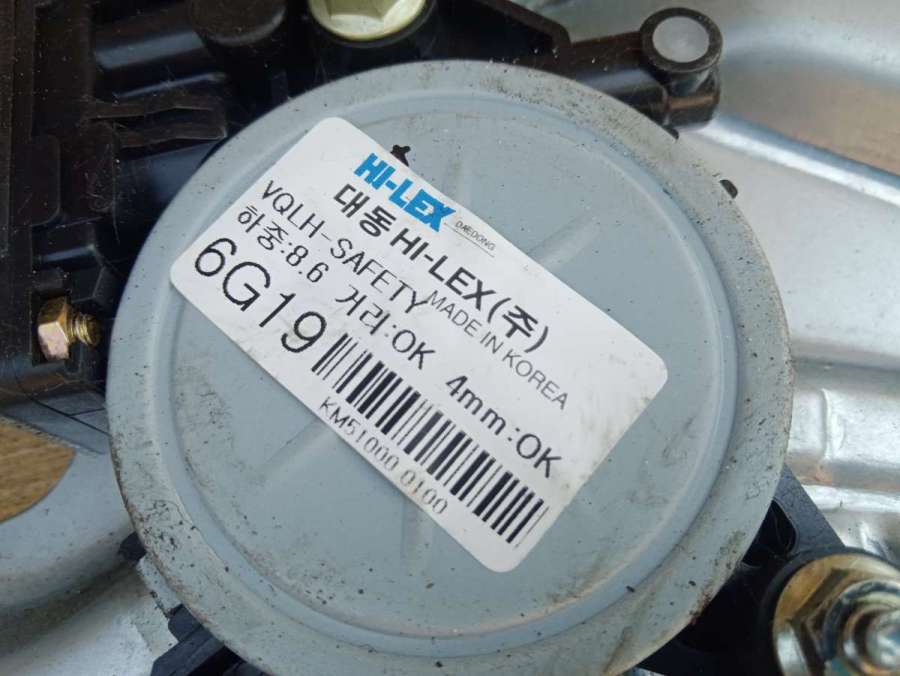 HI-LEX
DAEDONG
대동 HI-LEX(주)
MADE IN KOREA
VQLH-SAFETY
하중:8.6 거리:OK 4mm:OK
6G19
KM51000 0100